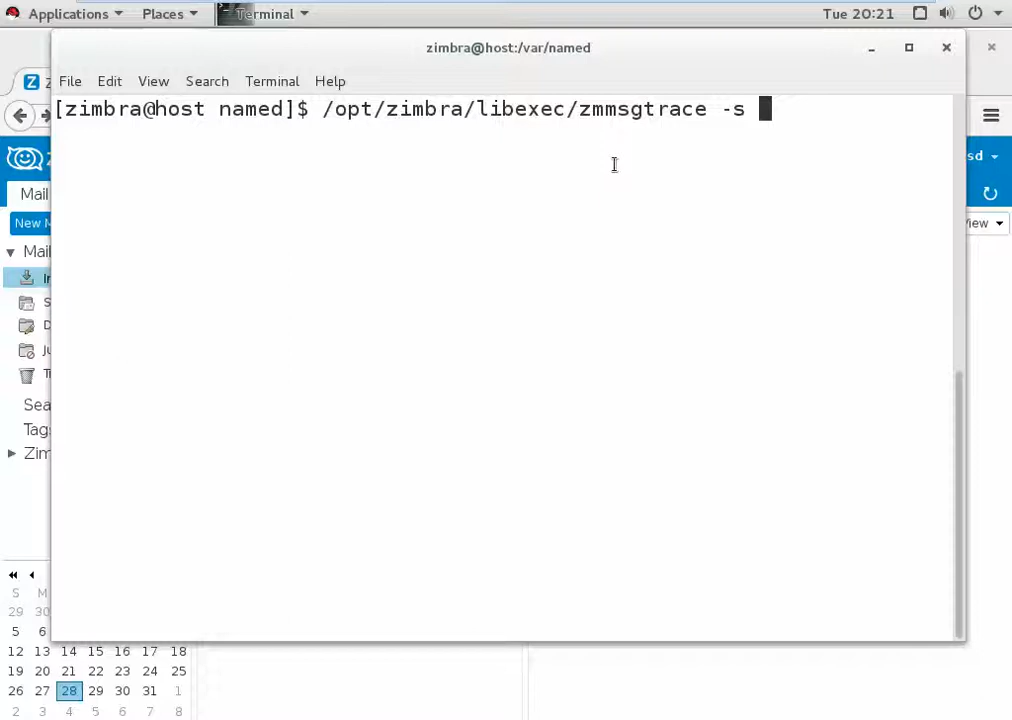 Applications Places Terminal Tue 20:21
zimbra@host:/var/named
File Edit View Search Terminal Help
[zimbra@host named]$ /opt/zimbra/libexec/zmmsgtrace -s
Z
sd
Mail
New M
View
Mail
In
S
D
Ju
T
Sea
Tags
Zim
S M
29 30
5 6
12 13 14 15 16 17 18
19 20 21 22 23 24 25
26 27 28 29 30 31 1
2 3 4 5 6 7 8